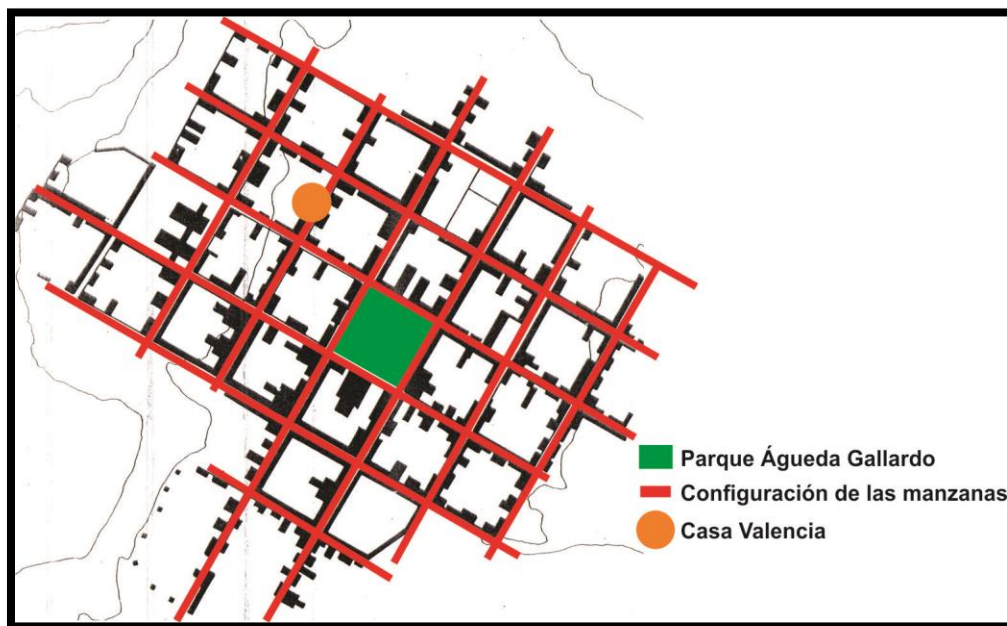 Parque Águeda Gallardo
Configuración de las manzanas
Casa Valencia